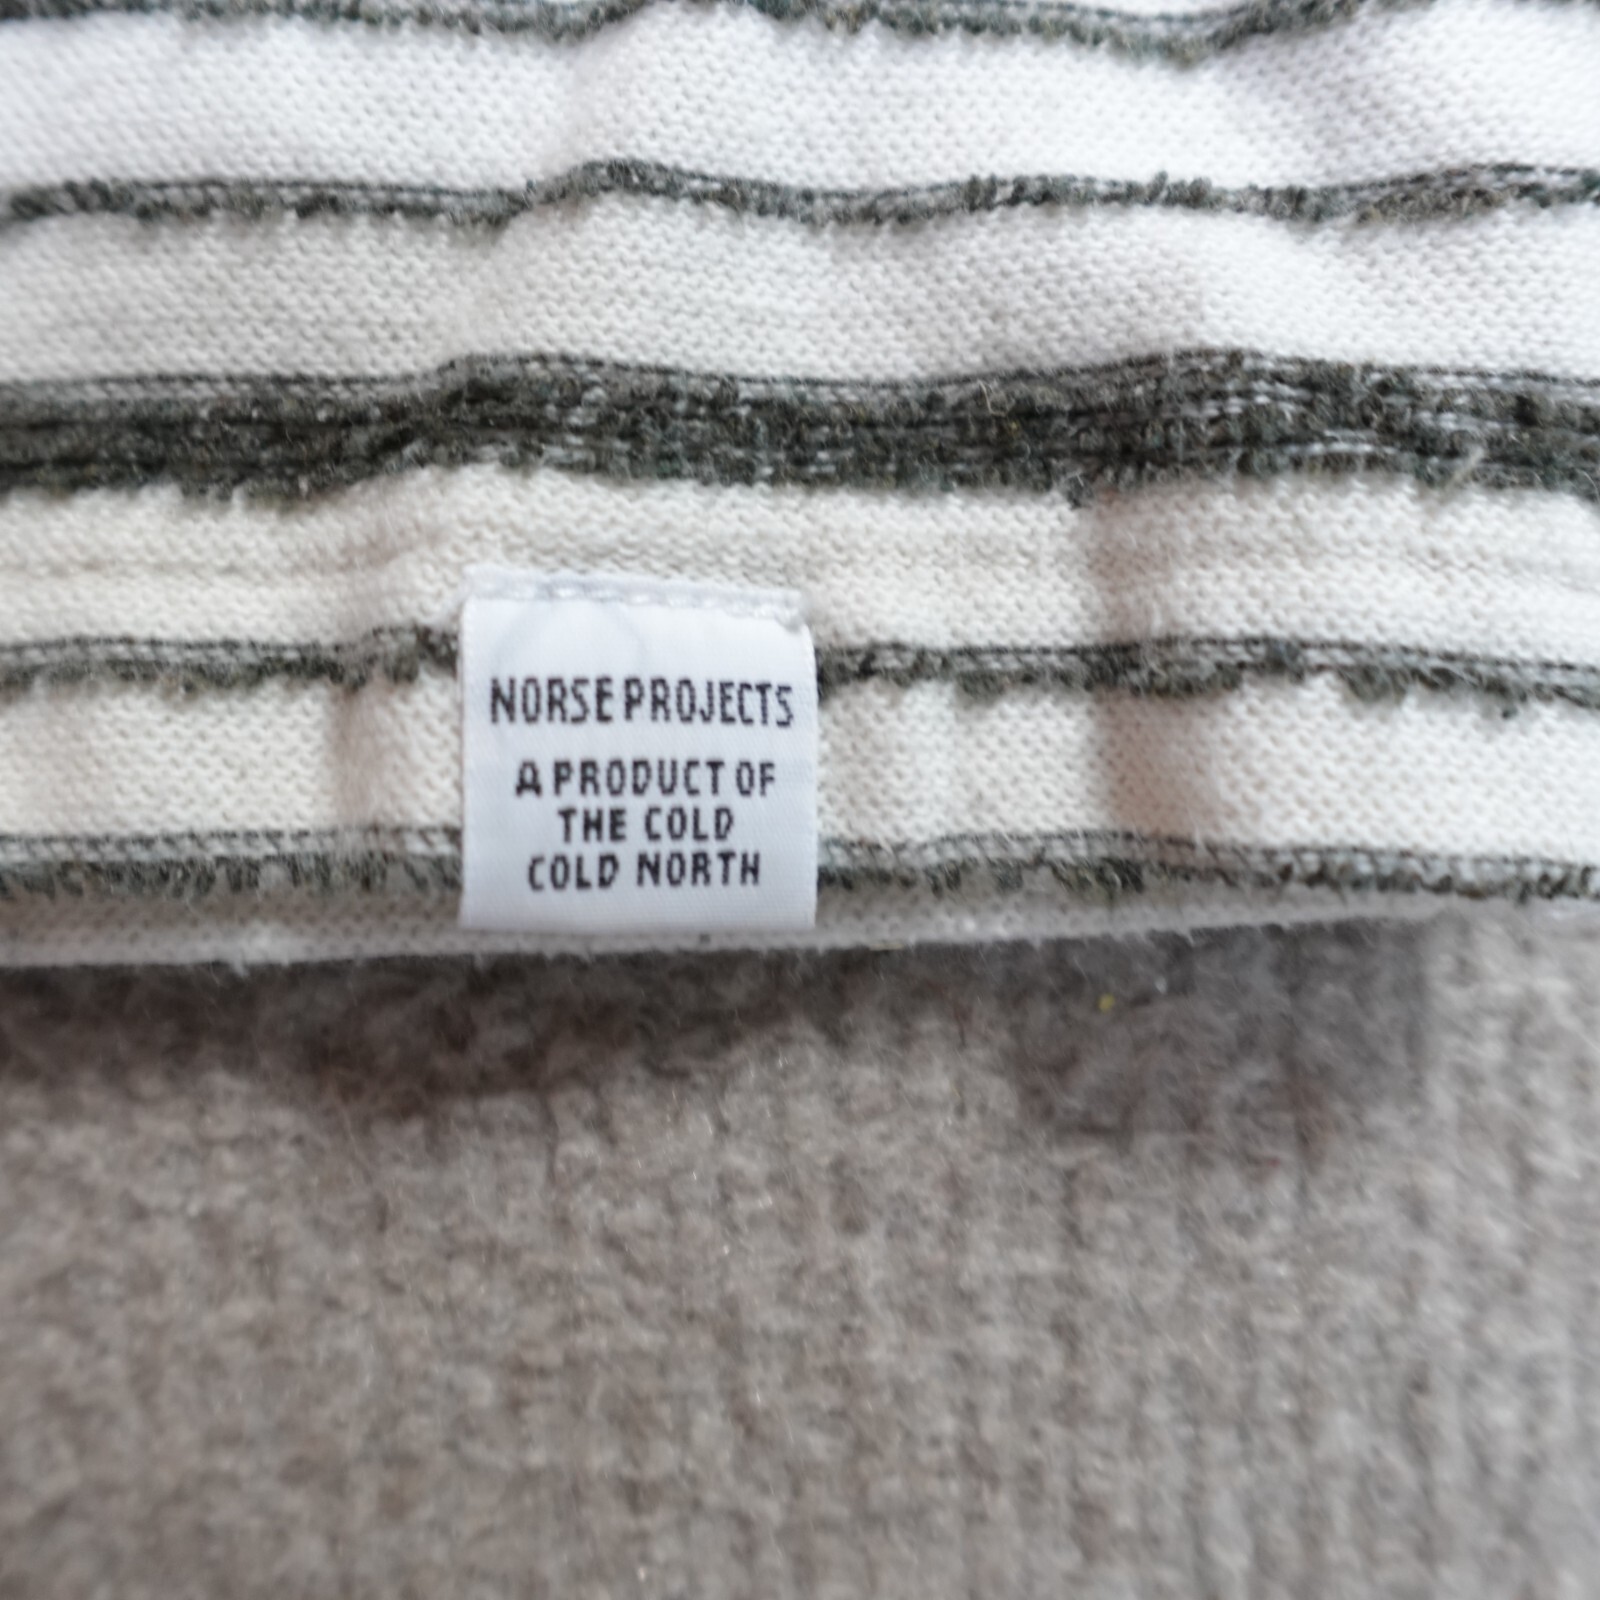 NORSE PROJECTS
A PRODUCT OF
THE COLD
COLD NORTH